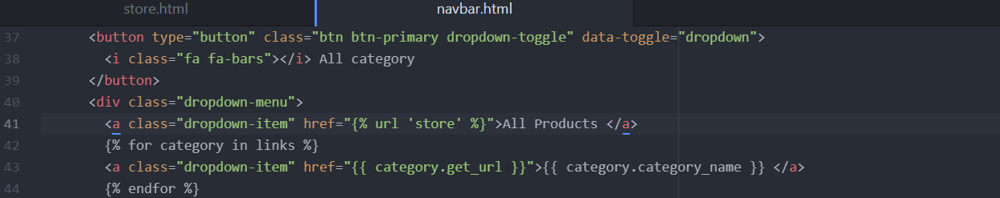 store.html navbar.html
37 <button type="button" class="btn btn-primary dropdown-toggle" data-toggle="dropdown">
38 <i class="fa fa-bars"></i> All category
39 </button>
40 <div class="dropdown-menu">
41 <a class="dropdown-item" href="{% url 'store' %}">All Products </a>
42 {% for category in links %}
43 <a class="dropdown-item" href="{{ category.get_url }}">{{ category.category_name }} </a>
44 {% endfor %}